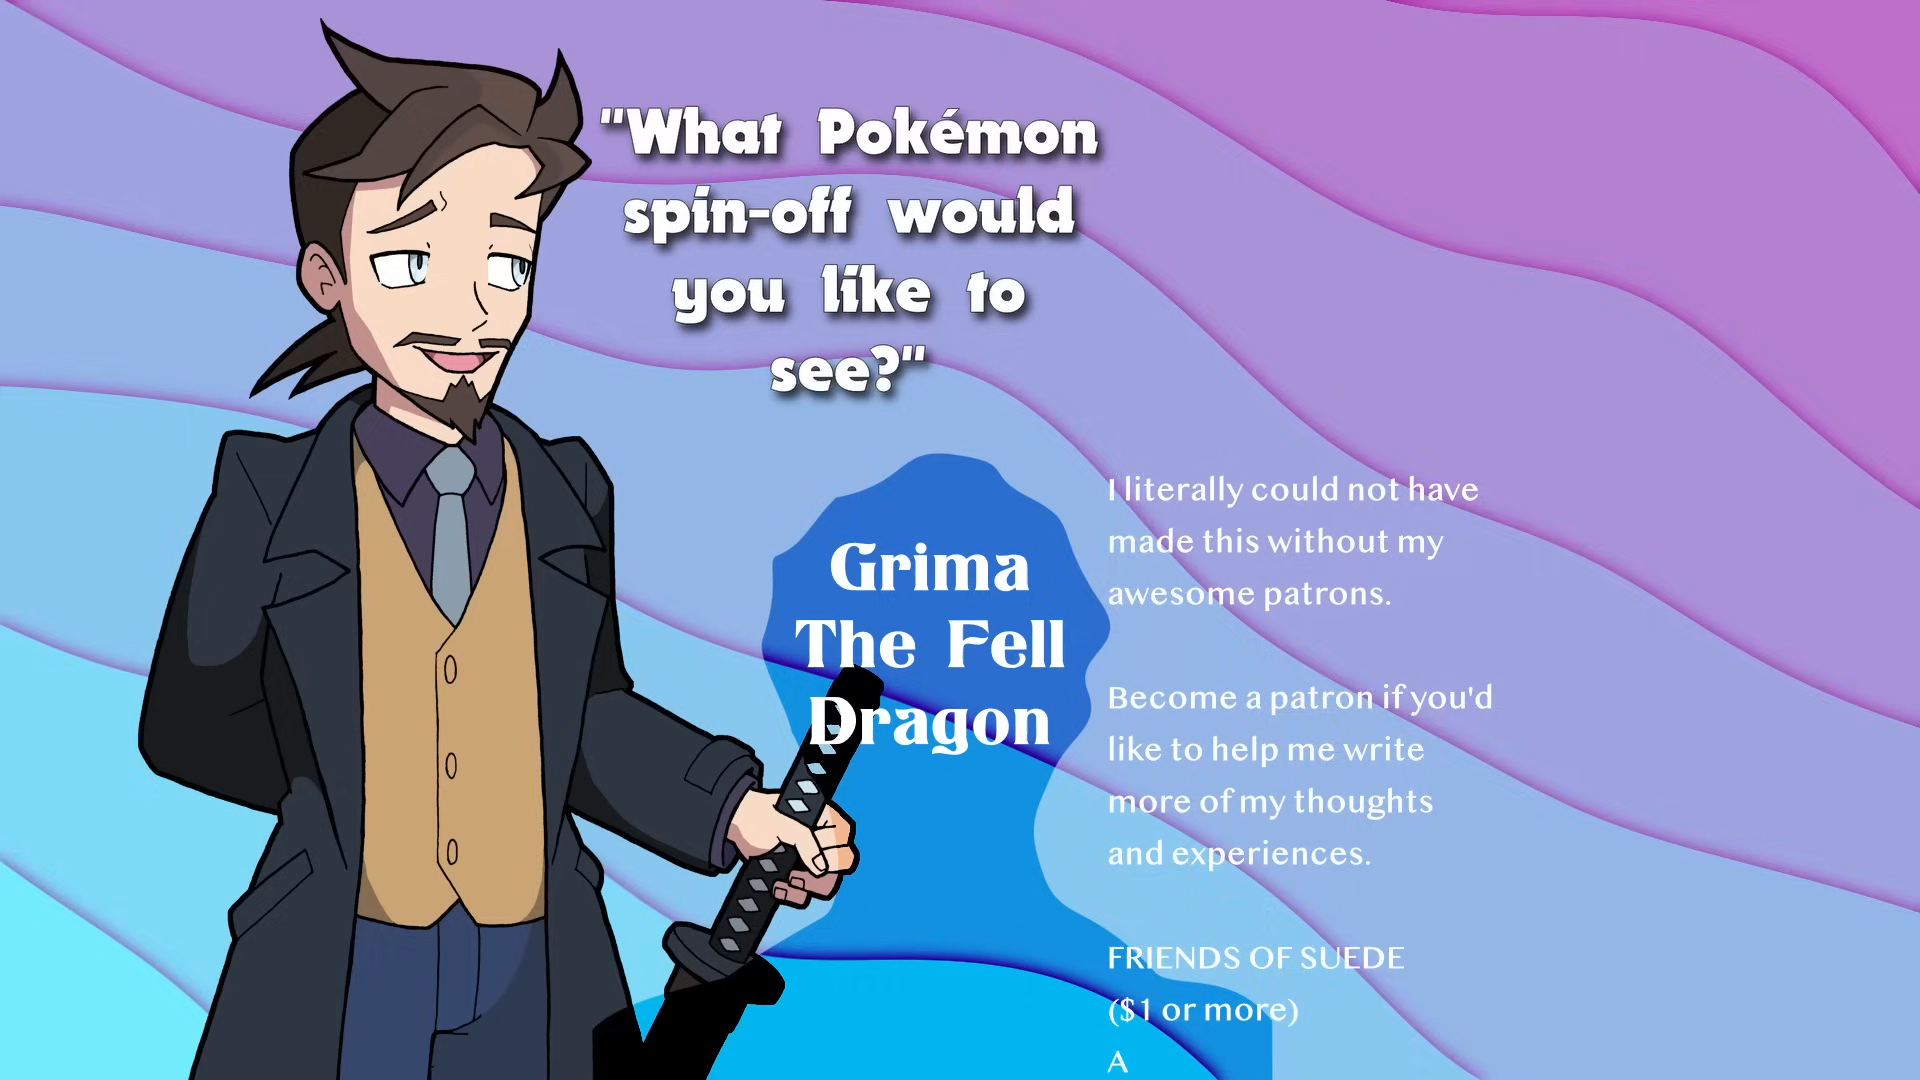 "What Pokémon
spin-off would
you like to
see?"
Grima
The Fell
Dragon
I literally could not have
made this without my
awesome patrons.
Become a patron if you'd
like to help me write
more of my thoughts
and experiences.
FRIENDS OF SUEDE
($1 or more)
A